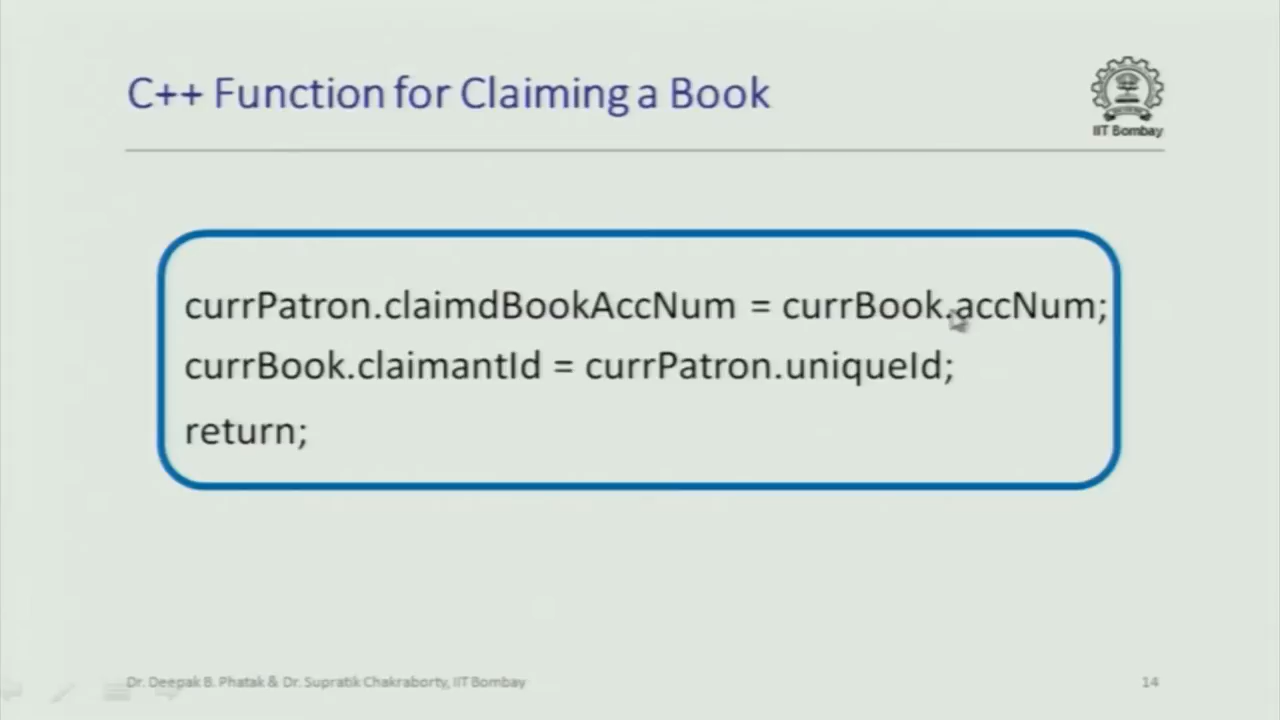 C++ Function for Claiming a Book
IIT Bombay
currPatron.claimdBookAccNum = currBook.accNum;
currBook.claimantId = currPatron.uniqueId;
return;
Dr. Deepak B. Phatak & Dr. Supratik Chakraborty, IIT Bombay
14